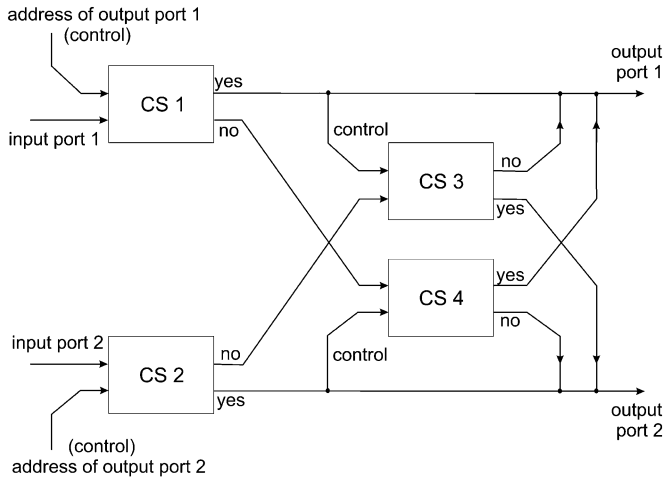 address of output port 1
(control)
output
port 1
yes
CS 1
input port 1
no
control
no
CS 3
yes
yes
CS 4
no
input port 2
no
control
CS 2
yes
output
port 2
(control)
address of output port 2